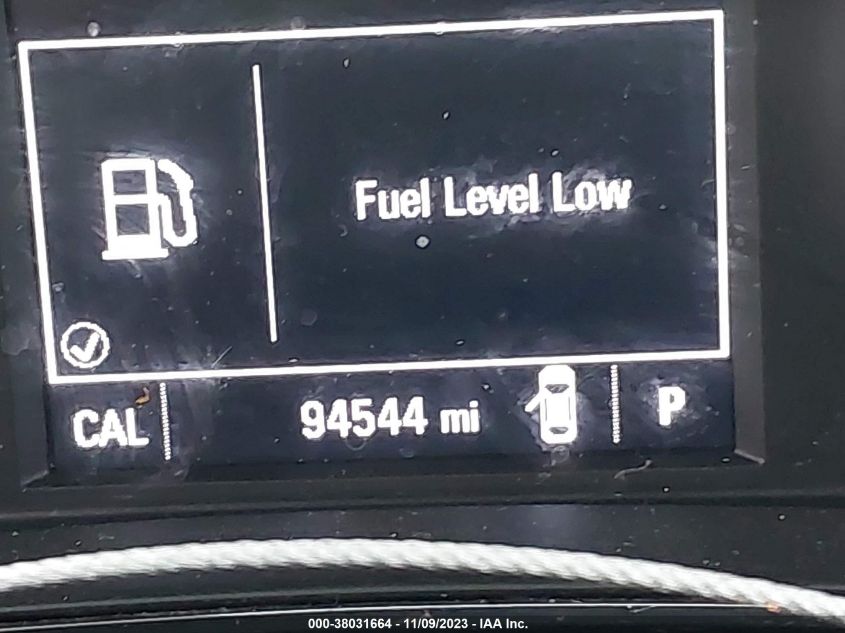 Fuel Level Low
CAL
94544 mi
P
000-38031664 - 11/09/2023 - IAA Inc.